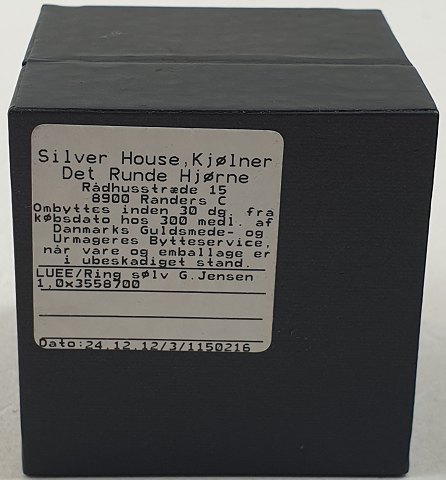 Silver House,Kjølner
Det Runde Hjørne
Rådhusstræde 15
8900 Randers C
Ombyttes inden 30 dg. fra
købsdato hos 300 medl. af
Danmarks Guldsmede- og
Urmageres Bytteservice,
når vare og emballage er
i ubeskadiget stand.
LUEE/Ring sølv G.Jensen
1,0x3558700
Dato:24.12.12/3/1150216